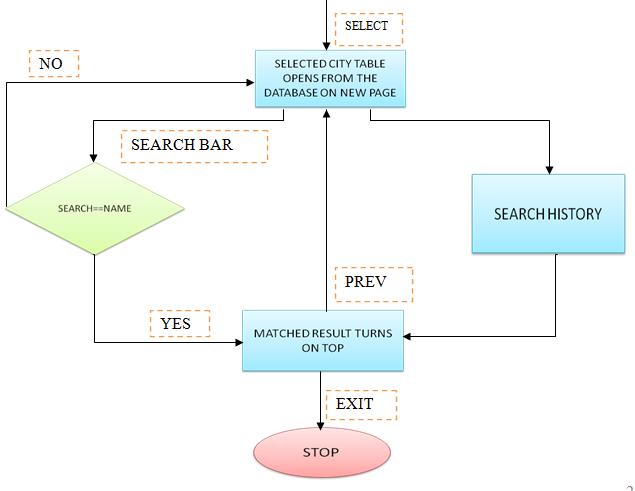 SELECT
NO
SELECTED CITY TABLE
OPENS FROM THE
DATABASE ON NEW PAGE
SEARCH BAR
SEARCH==NAME
SEARCH HISTORY
PREV
YES
MATCHED RESULT TURNS
ON TOP
EXIT
STOP